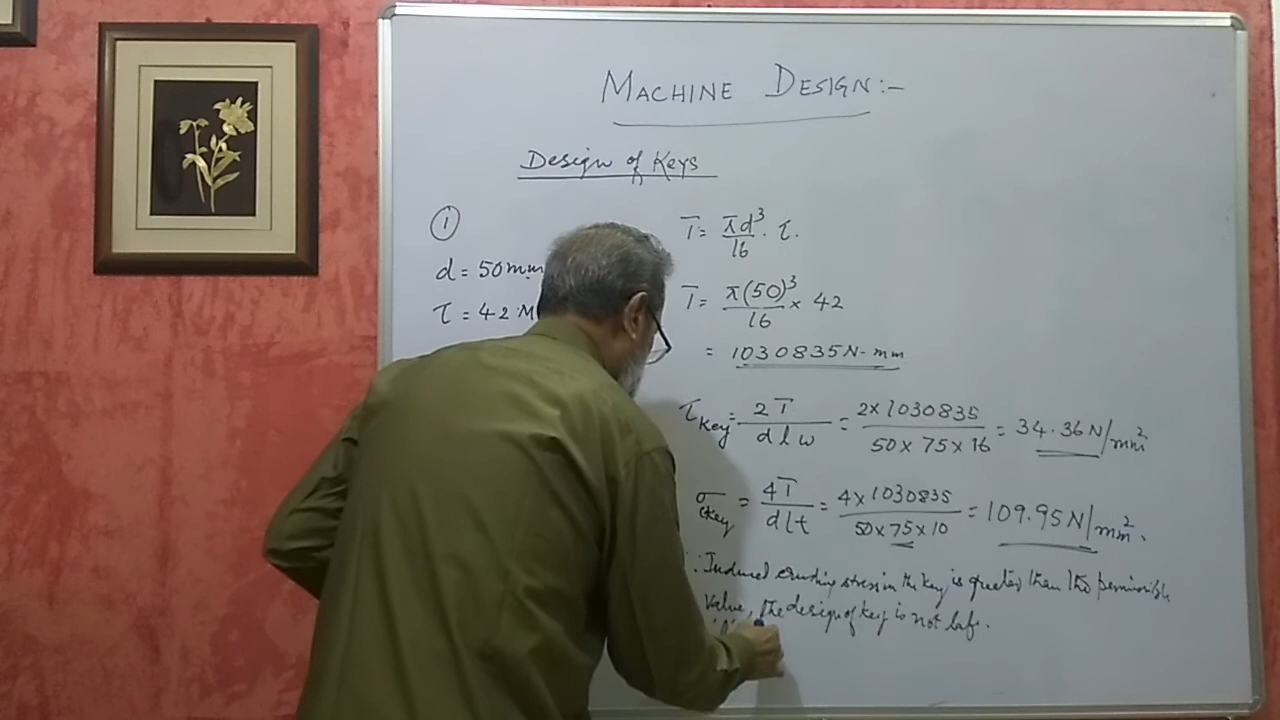 MACHINE DESIGN:-
Design of Keys
①
d = 50mm
τ = 42 M
T = πd³/16 . τ.
T = π(50)³/16 × 42
= 1030835 N-mm
τkey = 2T/dlw = 2×1030835/50×75×16 = 34.36 N/mm²
σckey = 4T/dlt = 4×1030835/50×75×10 = 109.95 N/mm².
∵ Induced crushing stress in the key is greater than the permissible
value, the design of key is not safe.